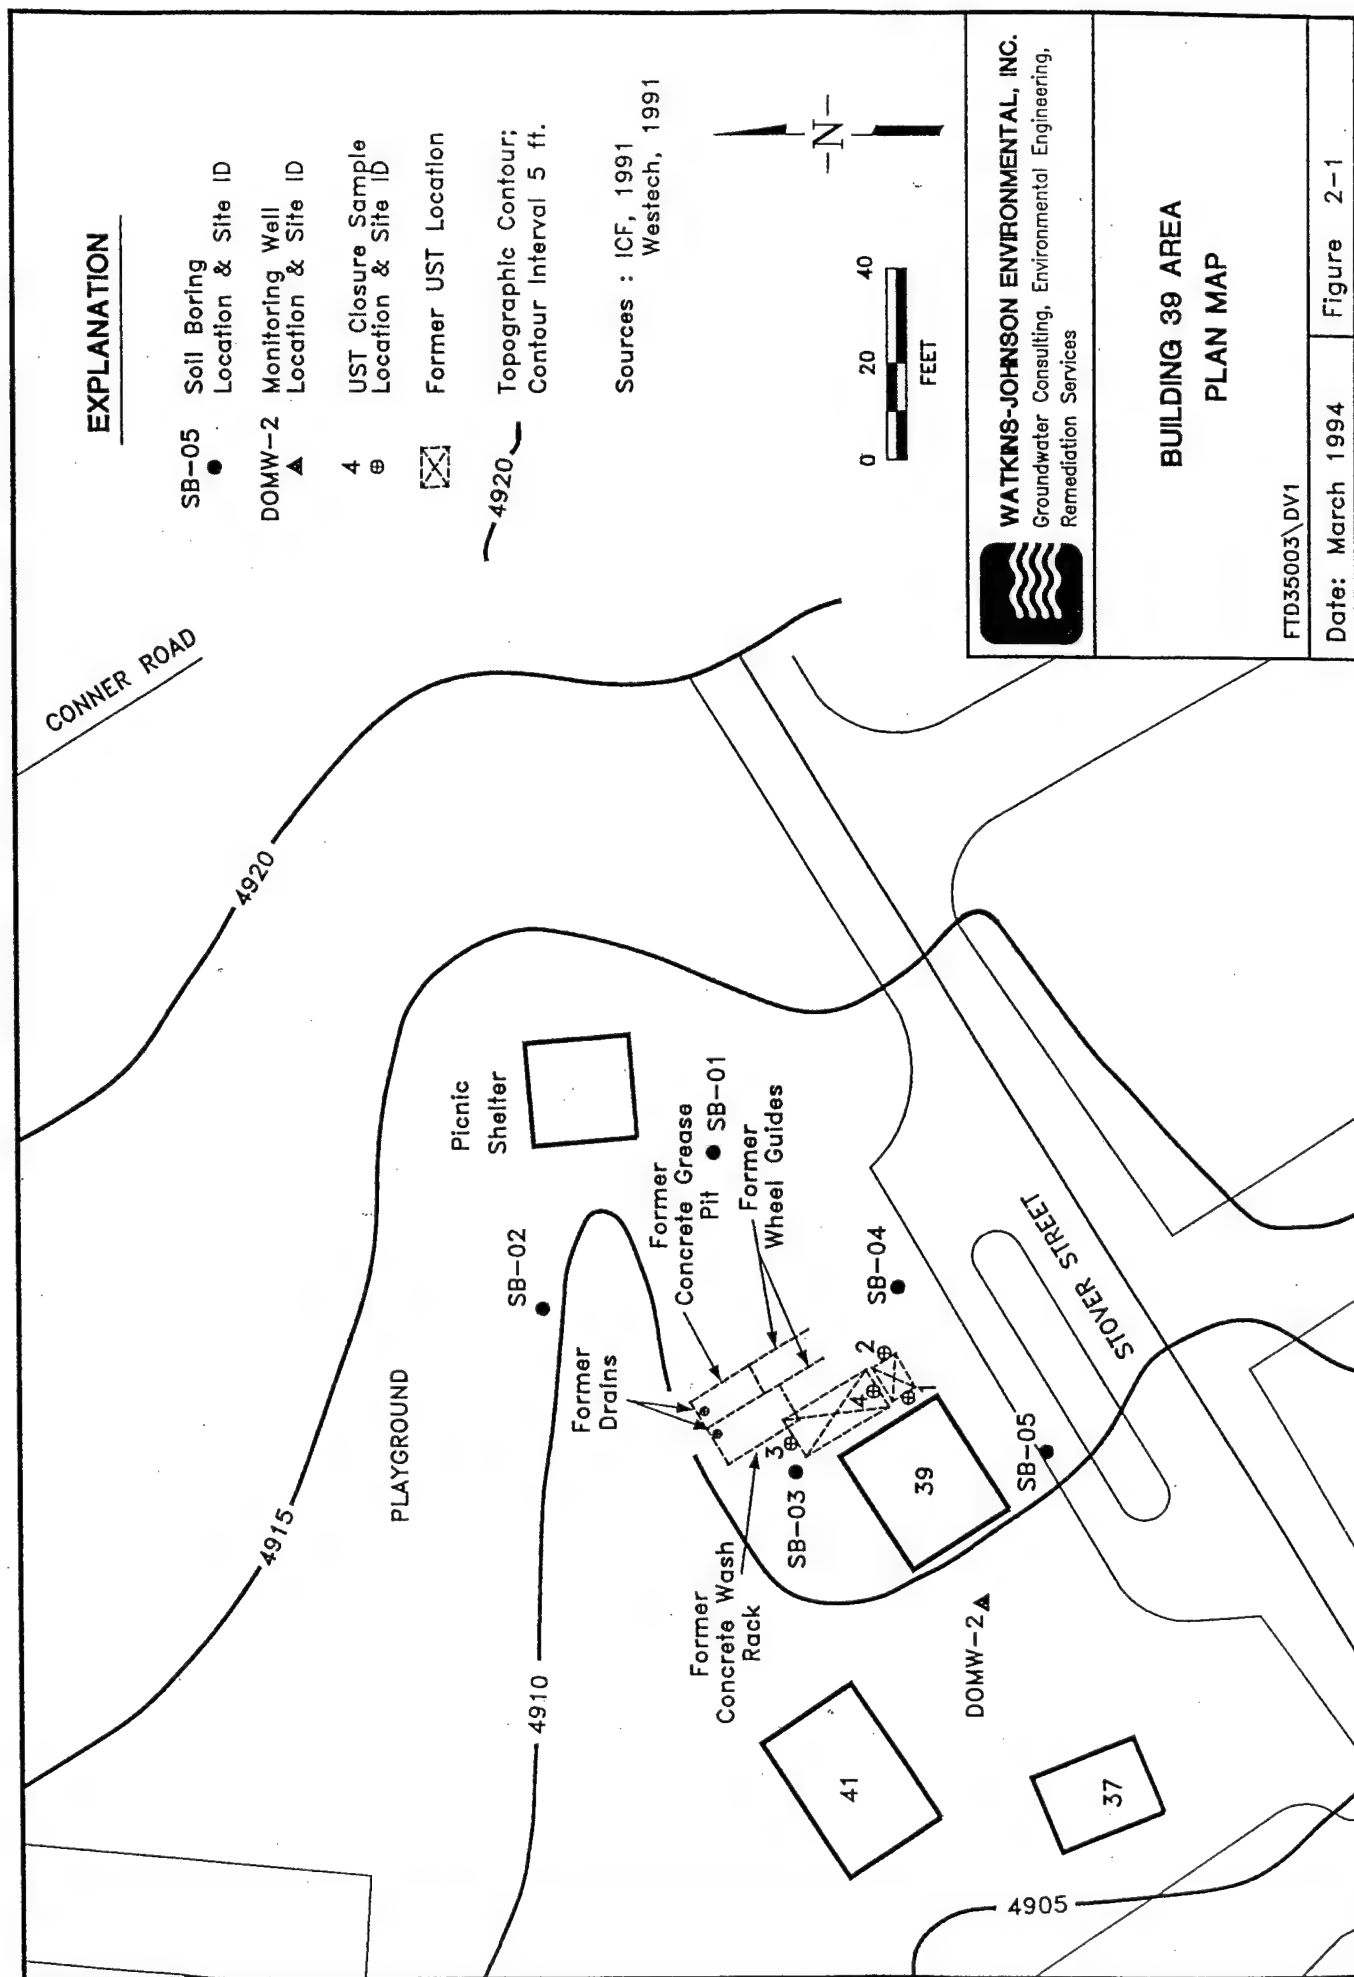 CONNER ROAD
4920
4915
PLAYGROUND
4910
Picnic
Shelter
SB-02
Former
Drains
Former
Concrete Grease
Pit
SB-01
Former
Wheel Guides
SB-04
2
4
1
3
SB-03
Former
Concrete Wash
Rack
39
SB-05
STOVER STREET
DOMW-2
41
37
4905
EXPLANATION
SB-05
Soil Boring
Location & Site ID
DOMW-2
Monitoring Well
Location & Site ID
4
UST Closure Sample
Location & Site ID
Former UST Location
4920
Topographic Contour;
Contour Interval 5 ft.
Sources : ICF, 1991
Westech, 1991
-N-
0 20 40
FEET
WATKINS-JOHNSON ENVIRONMENTAL, INC.
Groundwater Consulting, Environmental Engineering,
Remediation Services
BUILDING 39 AREA
PLAN MAP
FTD35003\DV1
Date: March 1994
Figure 2-1